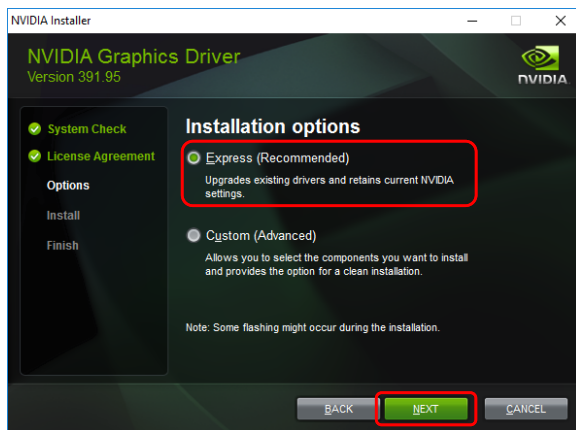 NVIDIA Installer
NVIDIA Graphics Driver
Version 391.95
NVIDIA
System Check
License Agreement
Options
Install
Finish
Installation options
Express (Recommended)
Upgrades existing drivers and retains current NVIDIA
settings.
Custom (Advanced)
Allows you to select the components you want to install
and provides the option for a clean installation.
Note: Some flashing might occur during the installation.
BACK
NEXT
CANCEL